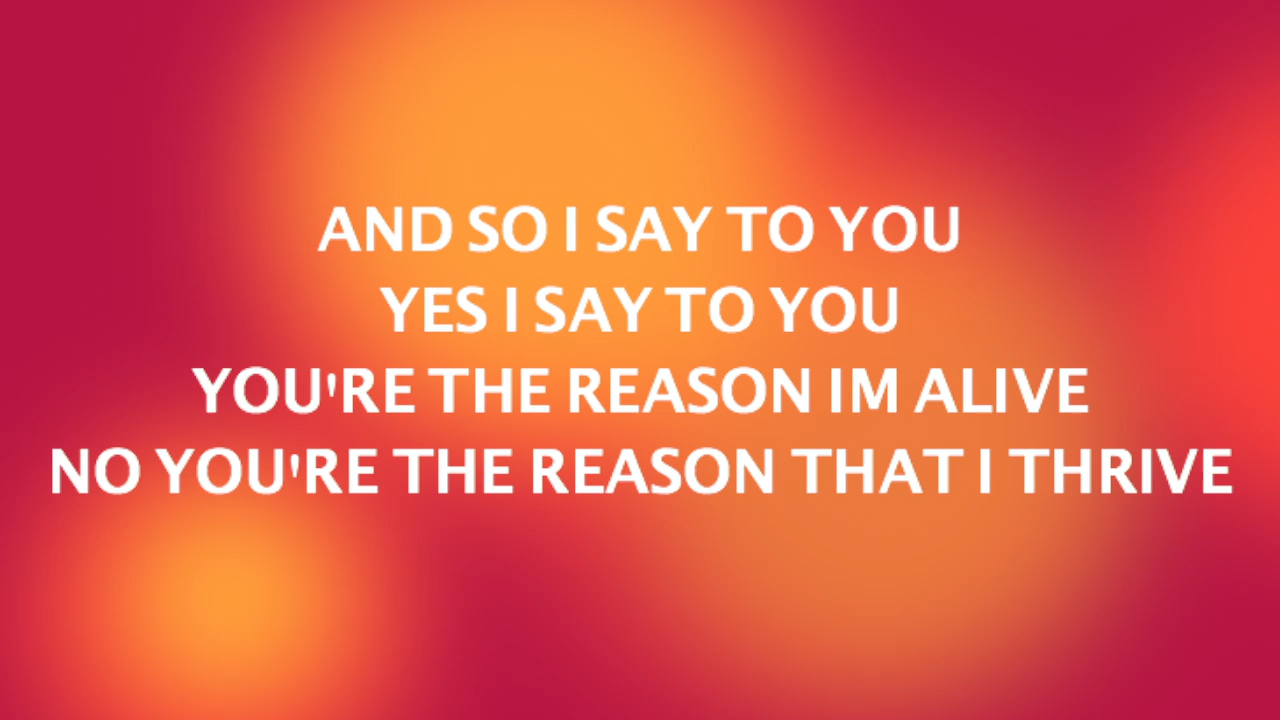 AND SO I SAY TO YOU
YES I SAY TO YOU
YOU'RE THE REASON IM ALIVE
NO YOU'RE THE REASON THAT I THRIVE